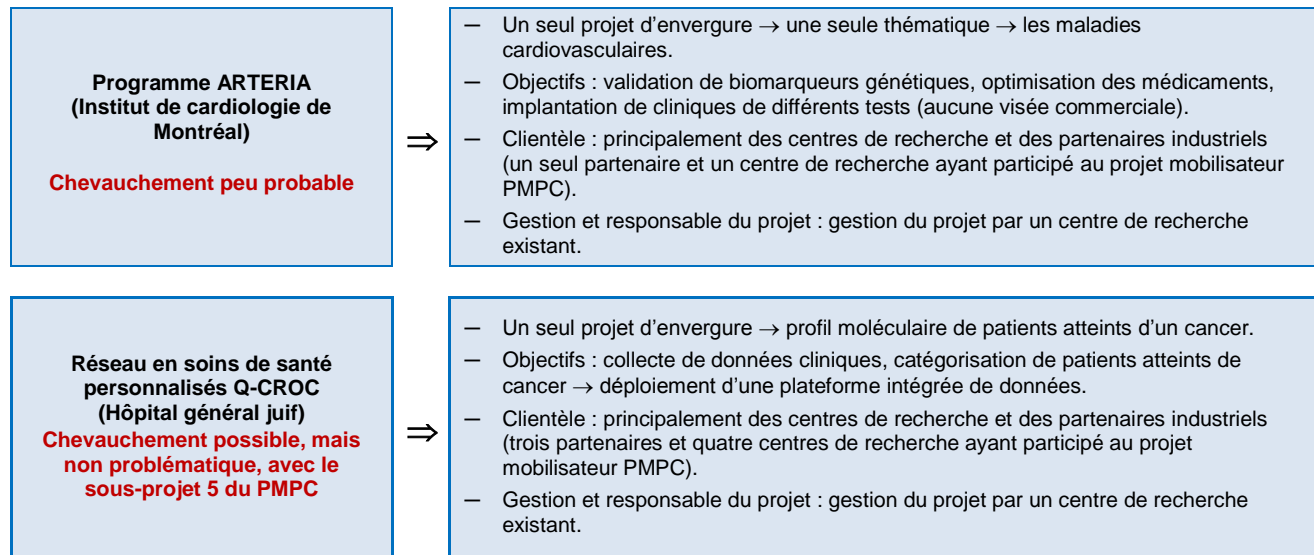 Programme ARTERIA
(Institut de cardiologie de
Montréal)
Chevauchement peu probable
⇒
— Un seul projet d'envergure → une seule thématique → les maladies
cardiovasculaires.
— Objectifs : validation de biomarqueurs génétiques, optimisation des médicaments,
implantation de cliniques de différents tests (aucune visée commerciale).
— Clientèle : principalement des centres de recherche et des partenaires industriels
(un seul partenaire et un centre de recherche ayant participé au projet mobilisateur
PMPC).
— Gestion et responsable du projet : gestion du projet par un centre de recherche
existant.
Réseau en soins de santé
personnalisés Q-CROC
(Hôpital général juif)
Chevauchement possible, mais
non problématique, avec le
sous-projet 5 du PMPC
⇒
— Un seul projet d'envergure → profil moléculaire de patients atteints d'un cancer.
— Objectifs : collecte de données cliniques, catégorisation de patients atteints de
cancer → déploiement d'une plateforme intégrée de données.
— Clientèle : principalement des centres de recherche et des partenaires industriels
(trois partenaires et quatre centres de recherche ayant participé au projet
mobilisateur PMPC).
— Gestion et responsable du projet : gestion du projet par un centre de recherche
existant.